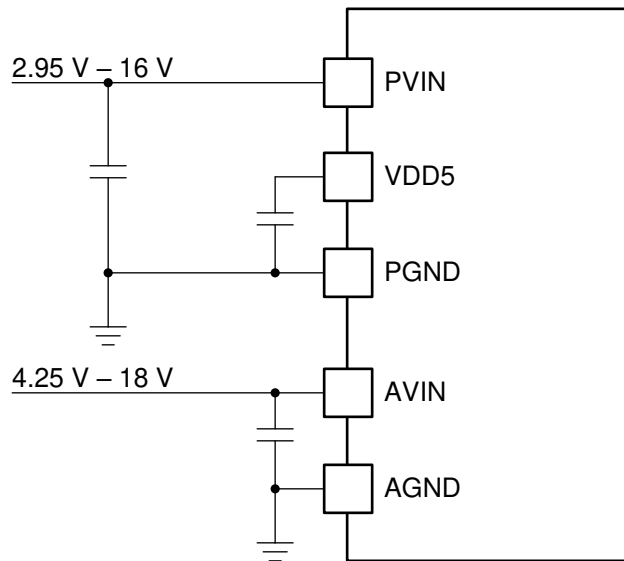 2.95 V – 16 V
PVIN
VDD5
PGND
4.25 V – 18 V
AVIN
AGND